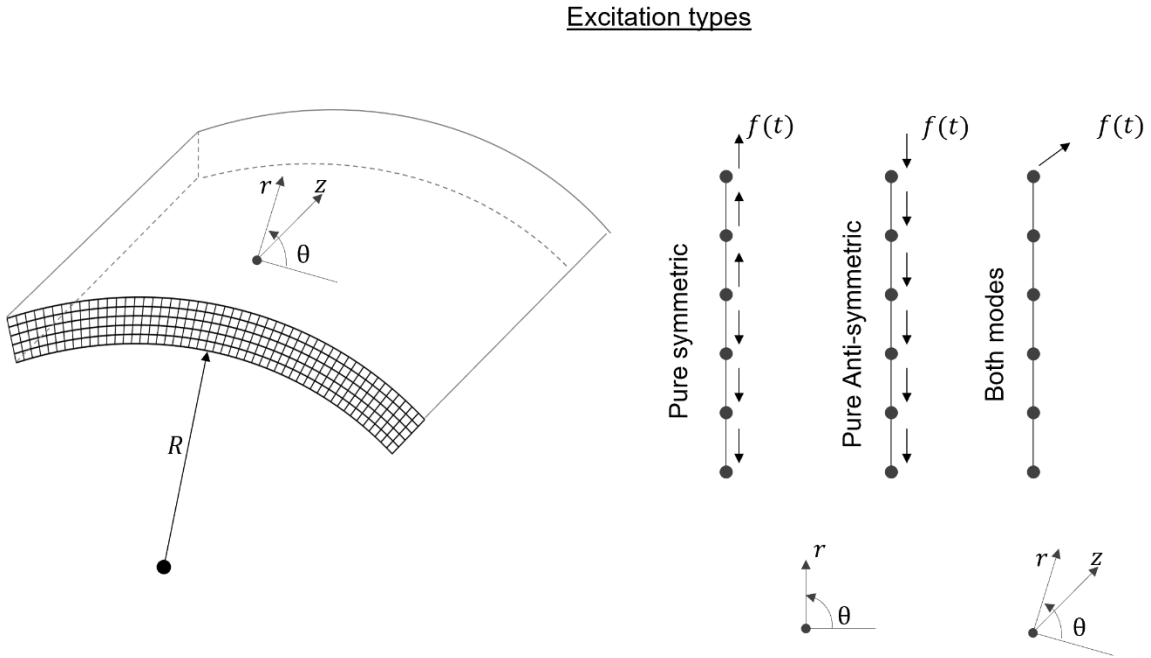 Excitation types
f(t)
f(t)
f(t)
r
z
θ
R
Pure symmetric
Pure Anti-symmetric
Both modes
r
θ
r
z
θ